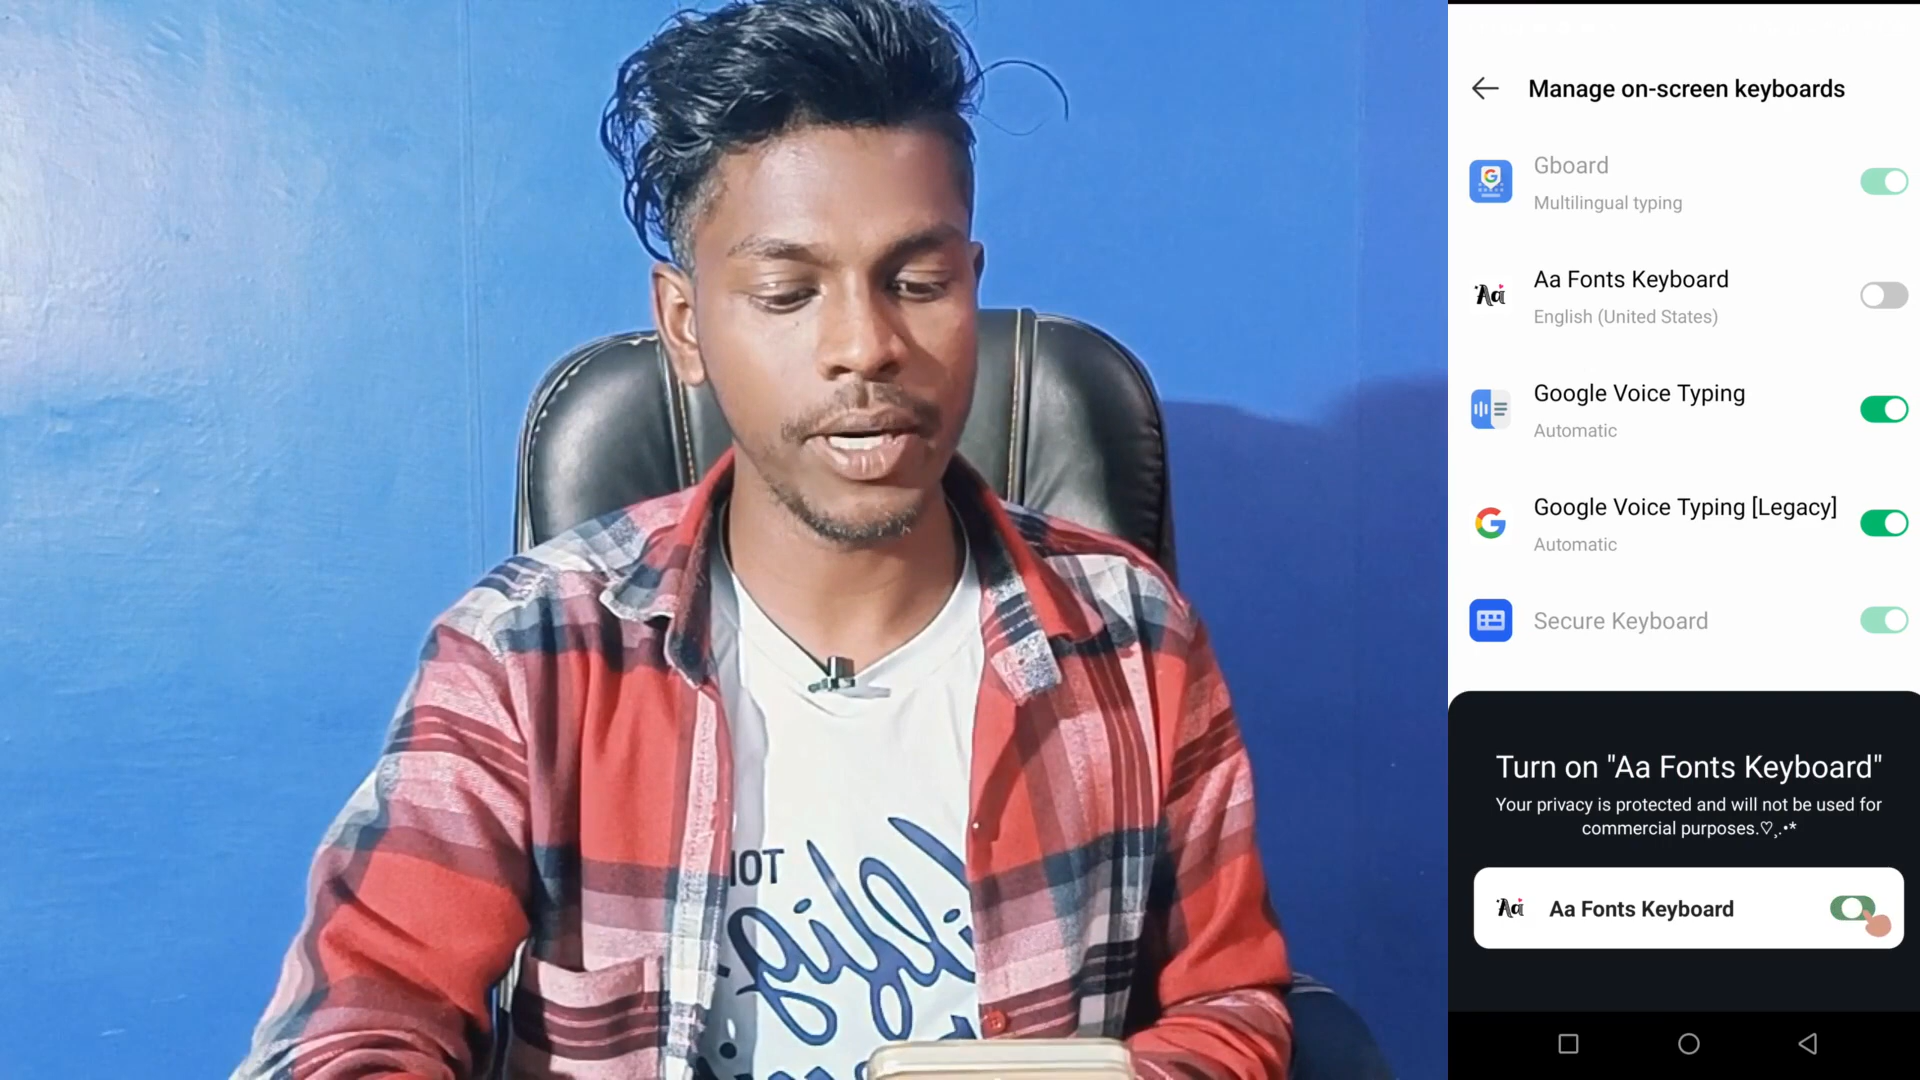 Manage on-screen keyboards
Gboard
Multilingual typing
Aa Fonts Keyboard
English (United States)
Google Voice Typing
Automatic
Google Voice Typing [Legacy]
Automatic
Secure Keyboard
Turn on "Aa Fonts Keyboard"
Your privacy is protected and will not be used for
commercial purposes.♡¸.•*
Aa Fonts Keyboard